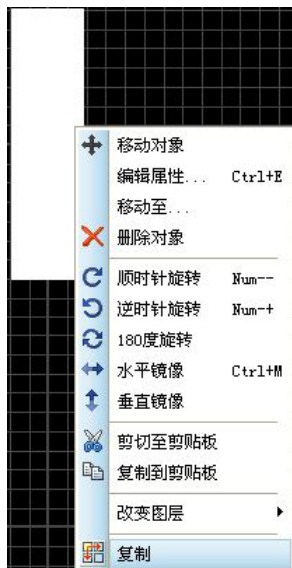 移动对象
编辑属性... Ctrl+E
移动至...
删除对象
顺时针旋转 Num--
逆时针旋转 Num-+
180度旋转
水平镜像 Ctrl+M
垂直镜像
剪切至剪贴板
复制到剪贴板
改变图层
复制